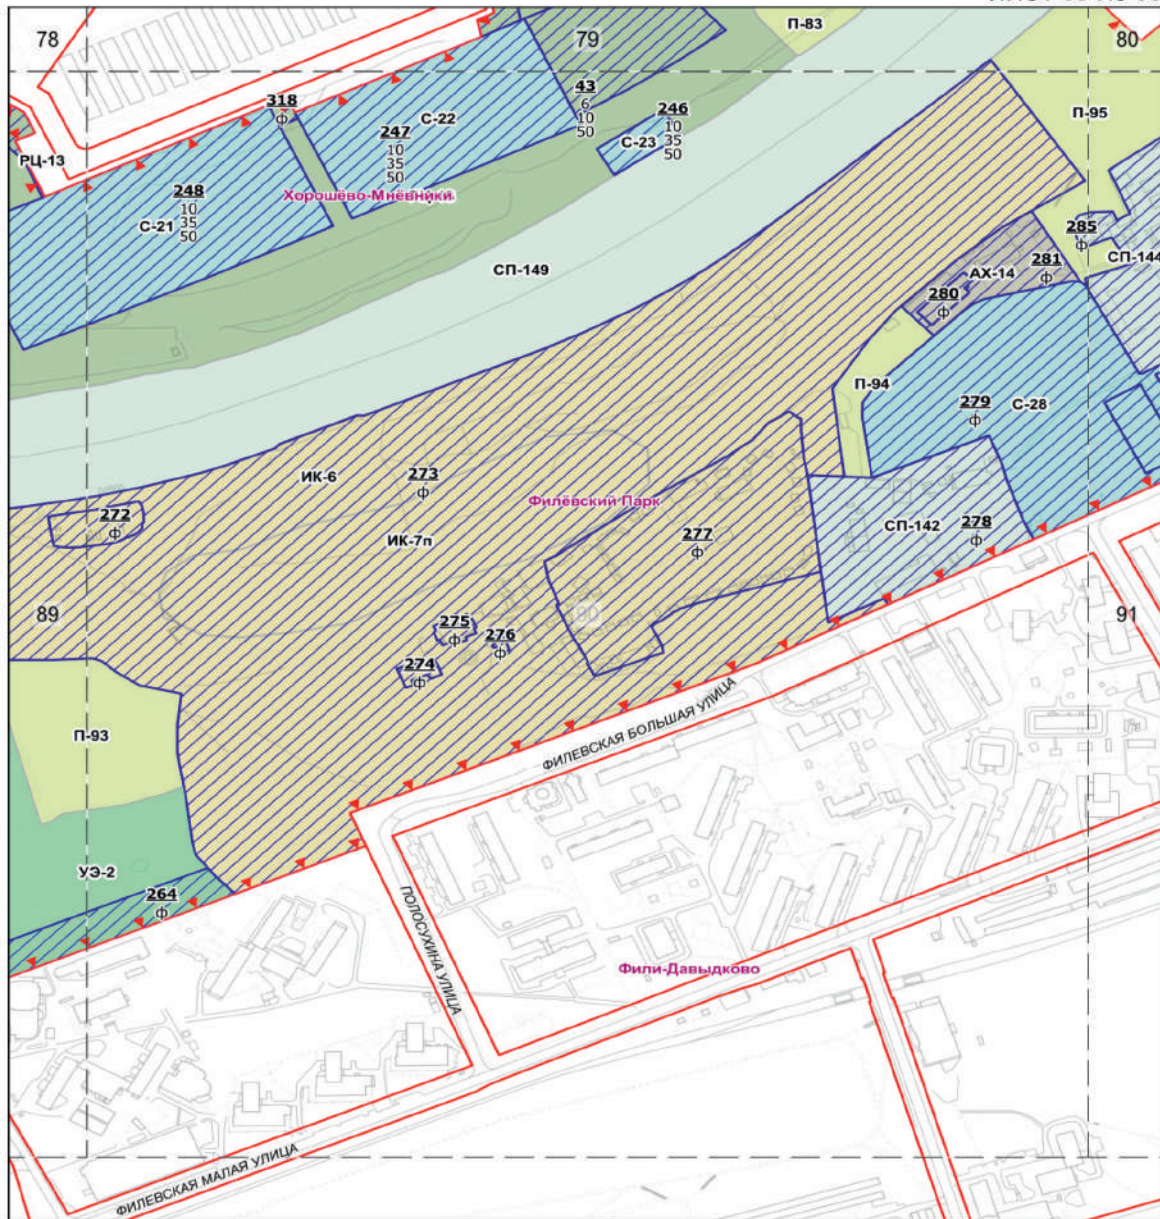 78
79
80
П-83
318
ф
43
6
10
50
С-22
247
10
35
50
246
10
35
50
С-23
П-95
РЦ-13
248
10
35
50
С-21
Хорошёво-Мнёвники
СП-149
285
ф
281
ф
АХ-14
СП-144
280
ф
П-94
279
ф
С-28
ИК-6
273
ф
Филёвский Парк
272
ф
ИК-7п
277
ф
СП-142
278
ф
89
90
91
275
ф
276
ф
274
ф
П-93
ФИЛЕВСКАЯ БОЛЬШАЯ УЛИЦА
УЭ-2
264
ф
ПОЛОСУХИНА УЛИЦА
Фили-Давыдково
ФИЛЕВСКАЯ МАЛАЯ УЛИЦА